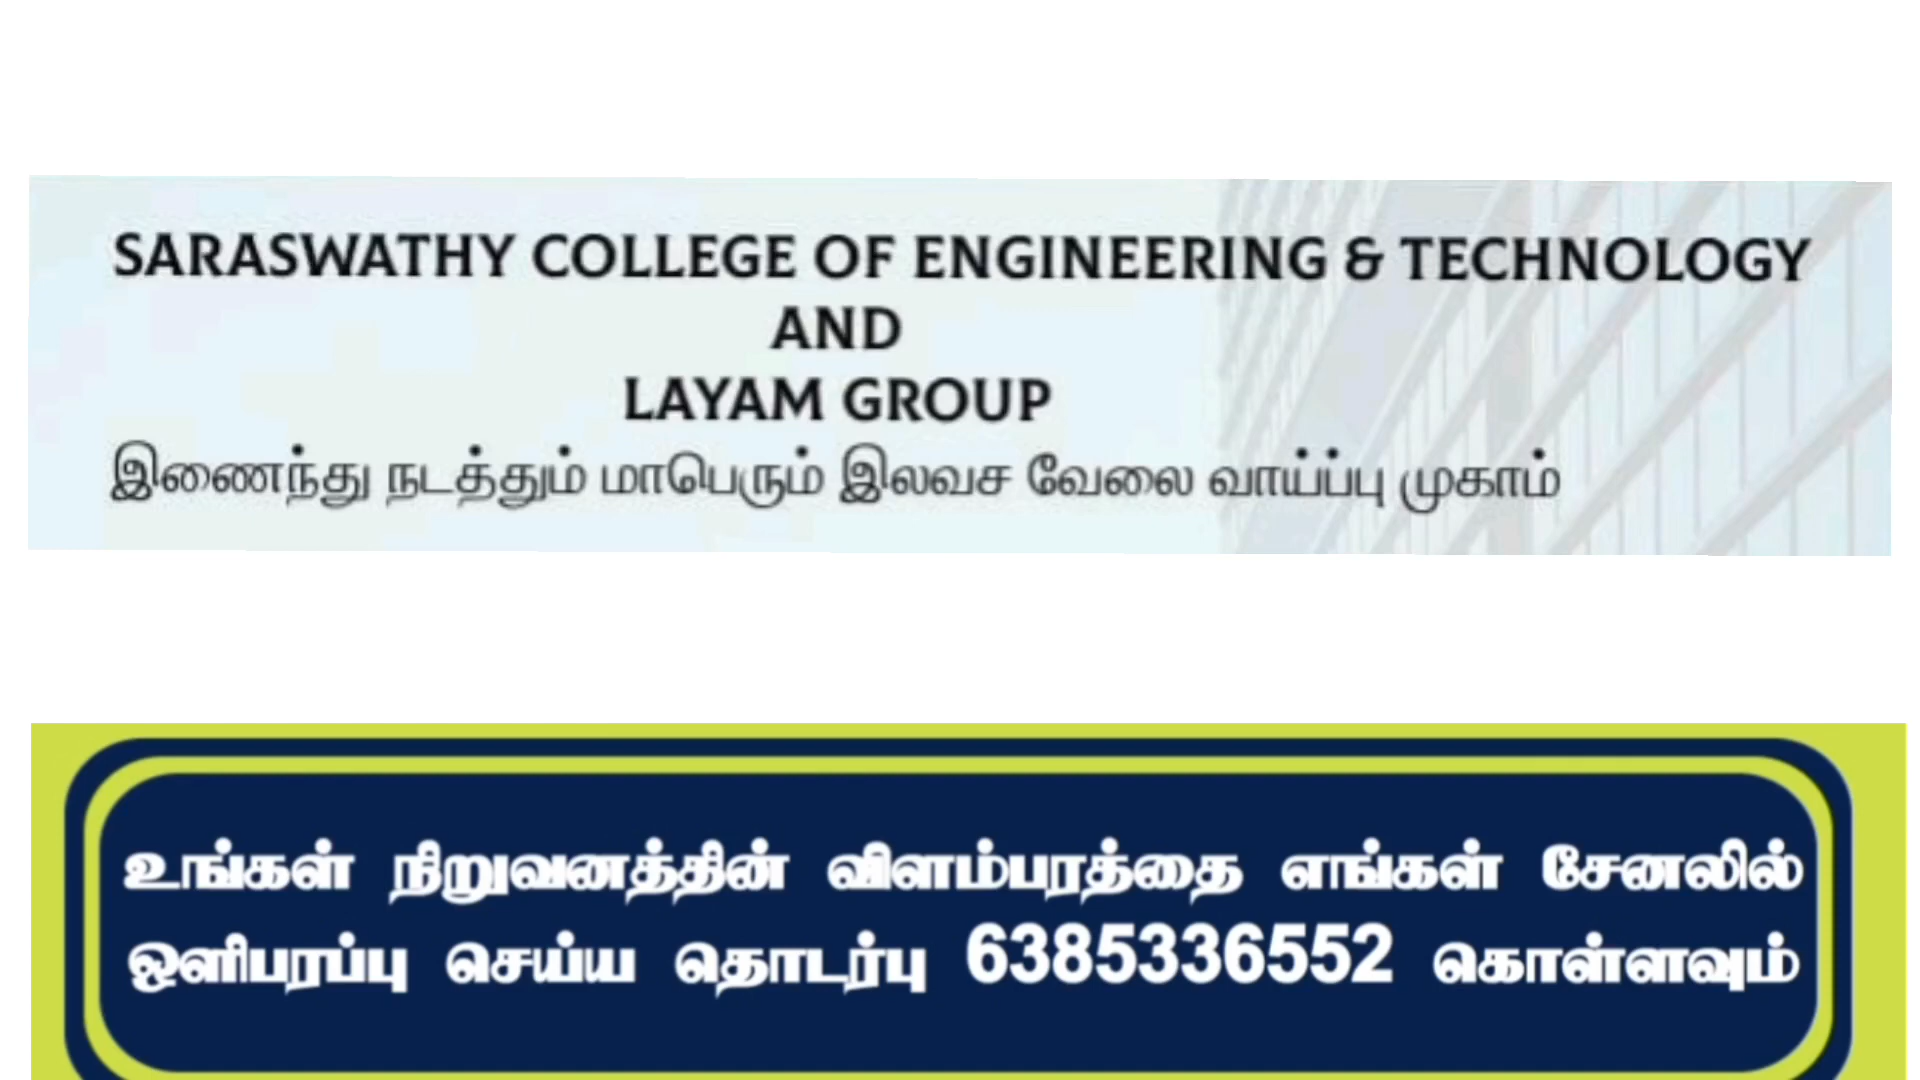 SARASWATHY COLLEGE OF ENGINEERING & TECHNOLOGY
AND
LAYAM GROUP
இணைந்து நடத்தும் மாபெரும் இலவச வேலை வாய்ப்பு முகாம்
உங்கள் நிறுவனத்தின் விளம்பரத்தை எங்கள் சேனலில்
ஒளிபரப்பு செய்ய தொடர்பு 6385336552 கொள்ளவும்